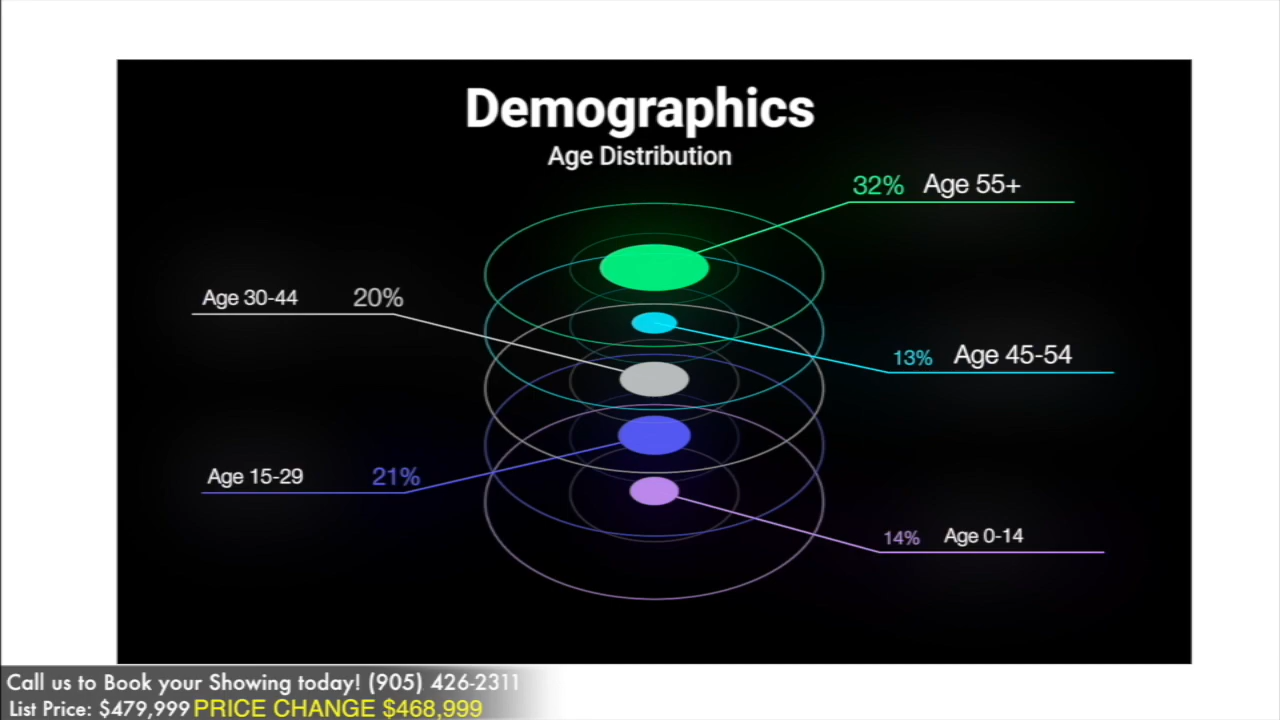 Demographics
Age Distribution
32% Age 55+
Age 30-44 20%
13% Age 45-54
Age 15-29 21%
14% Age 0-14
Call us to Book your Showing today! (905) 426-2311
List Price: $479,999 PRICE CHANGE $468,999